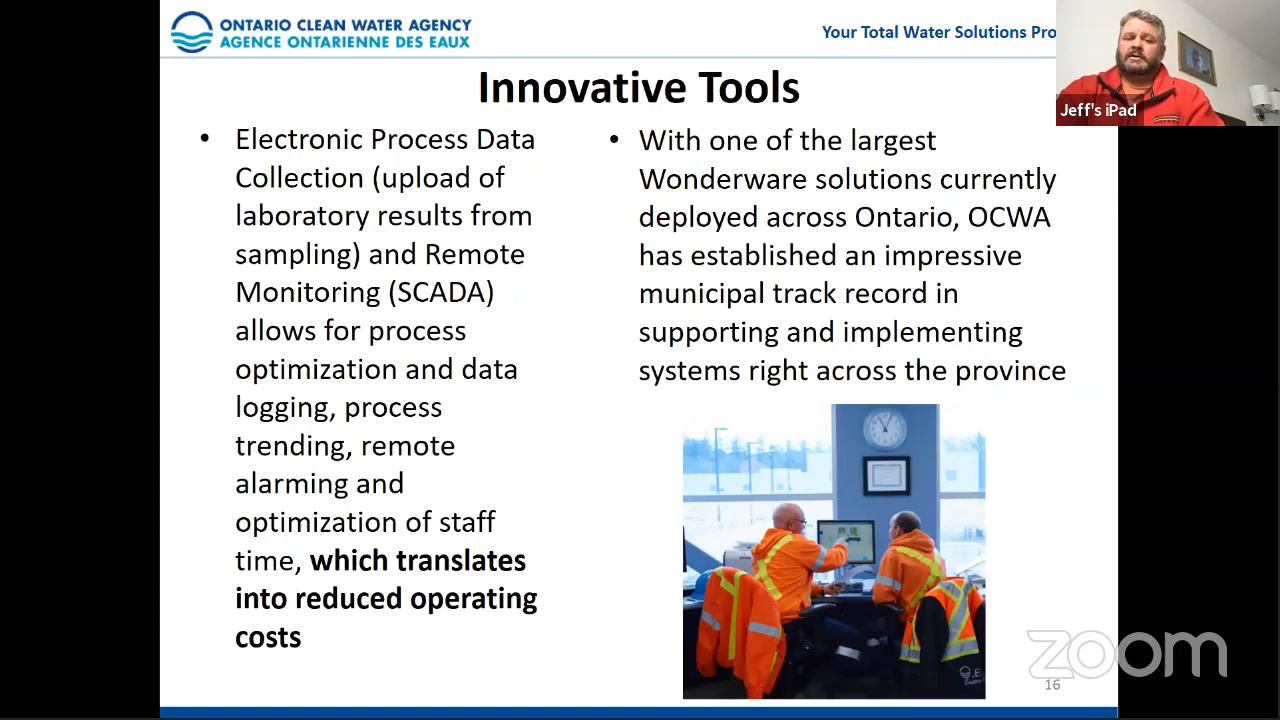 ONTARIO CLEAN WATER AGENCY
AGENCE ONTARIENNE DES EAUX
Your Total Water Solutions Pro
Jeff's iPad
Innovative Tools
• Electronic Process Data
Collection (upload of
laboratory results from
sampling) and Remote
Monitoring (SCADA)
allows for process
optimization and data
logging, process
trending, remote
alarming and
optimization of staff
time, which translates
into reduced operating
costs
• With one of the largest
Wonderware solutions currently
deployed across Ontario, OCWA
has established an impressive
municipal track record in
supporting and implementing
systems right across the province
zoom
16